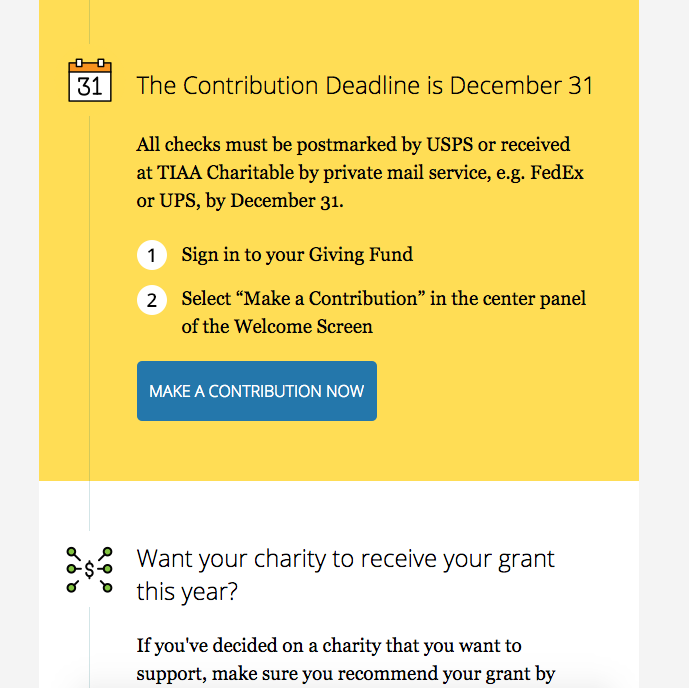 31
The Contribution Deadline is December 31
All checks must be postmarked by USPS or received
at TIAA Charitable by private mail service, e.g. FedEx
or UPS, by December 31.
1 Sign in to your Giving Fund
2 Select “Make a Contribution” in the center panel
of the Welcome Screen
MAKE A CONTRIBUTION NOW
$
Want your charity to receive your grant
this year?
If you've decided on a charity that you want to
support, make sure you recommend your grant by